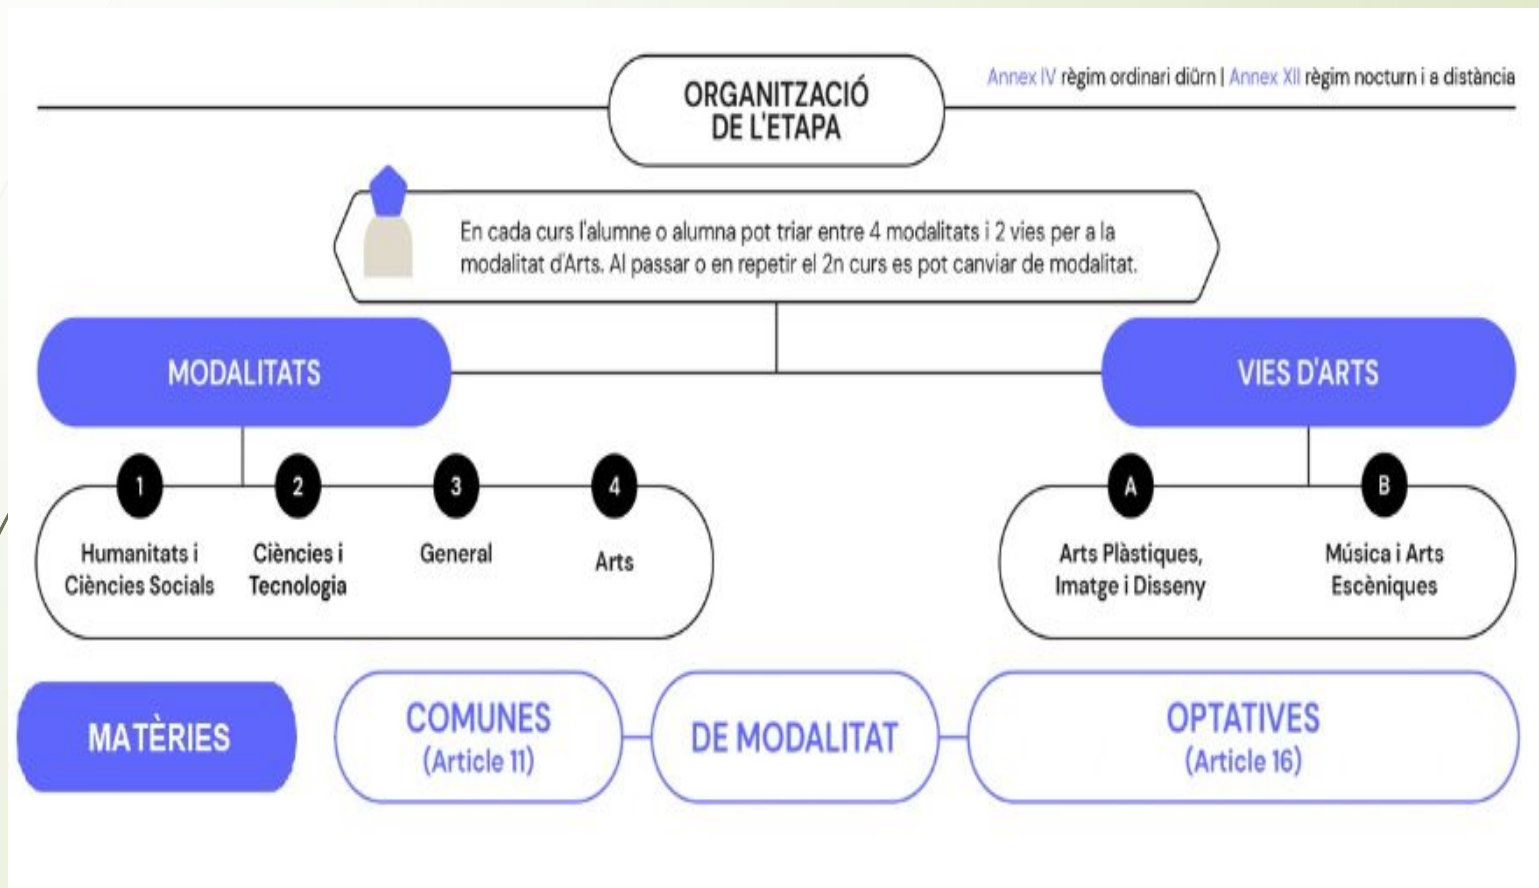 ORGANITZACIÓ
DE L'ETAPA
Annex IV règim ordinari diürn | Annex XII règim nocturn i a distància
En cada curs l'alumne o alumna pot triar entre 4 modalitats i 2 vies per a la
modalitat d'Arts. Al passar o en repetir el 2n curs es pot canviar de modalitat.
MODALITATS
VIES D'ARTS
1
Humanitats i
Ciències Socials
2
Ciències i
Tecnologia
3
General
4
Arts
A
Arts Plàstiques,
Imatge i Disseny
B
Música i Arts
Escèniques
MATÈRIES
COMUNES
(Article 11)
DE MODALITAT
OPTATIVES
(Article 16)